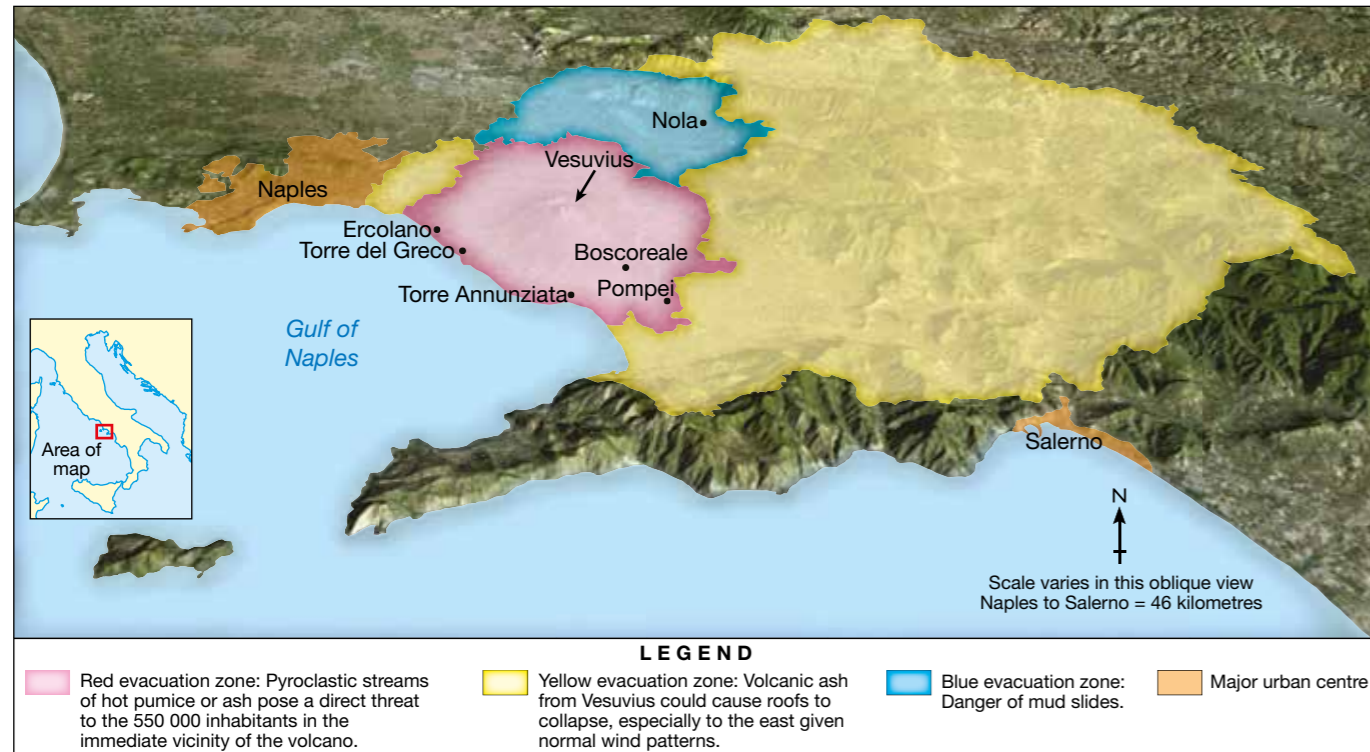 Nola
Vesuvius
Naples
Ercolano
Torre del Greco
Boscoreale
Torre Annunziata
Pompei
Gulf of
Naples
Area of
map
Salerno
N
Scale varies in this oblique view
Naples to Salerno = 46 kilometres
LEGEND
Red evacuation zone: Pyroclastic streams
of hot pumice or ash pose a direct threat
to the 550 000 inhabitants in the
immediate vicinity of the volcano.
Yellow evacuation zone: Volcanic ash
from Vesuvius could cause roofs to
collapse, especially to the east given
normal wind patterns.
Blue evacuation zone:
Danger of mud slides.
Major urban centre